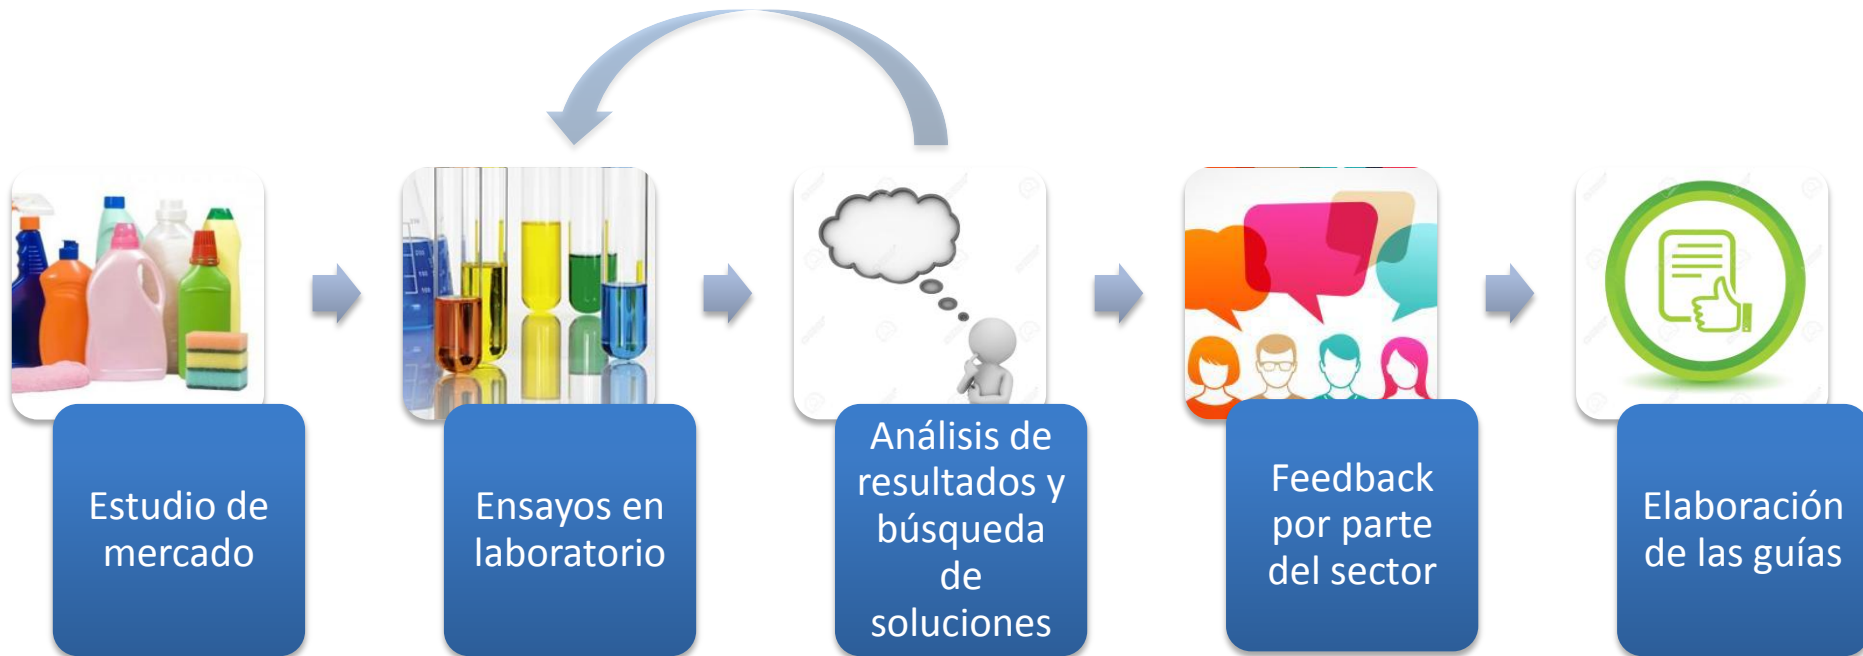 Estudio de
mercado
Ensayos en
laboratorio
Análisis de
resultados y
búsqueda
de
soluciones
Feedback
por parte
del sector
Elaboración
de las guías